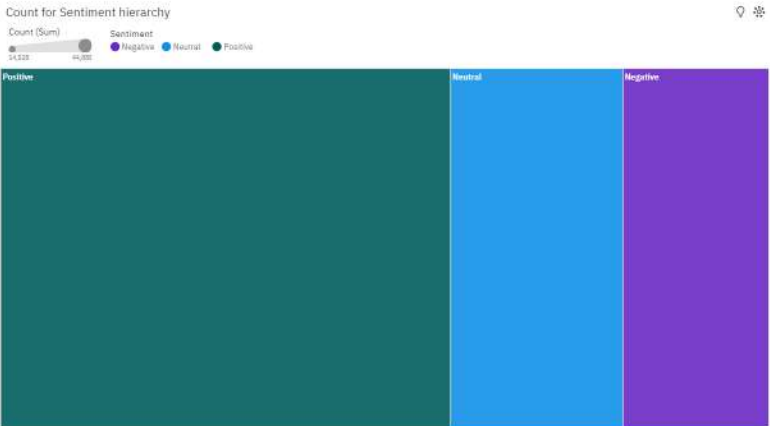 Count for Sentiment hierarchy
Count (Sum)
Sentiment
Negative Neutral Positive
Positive
Neutral
Negative